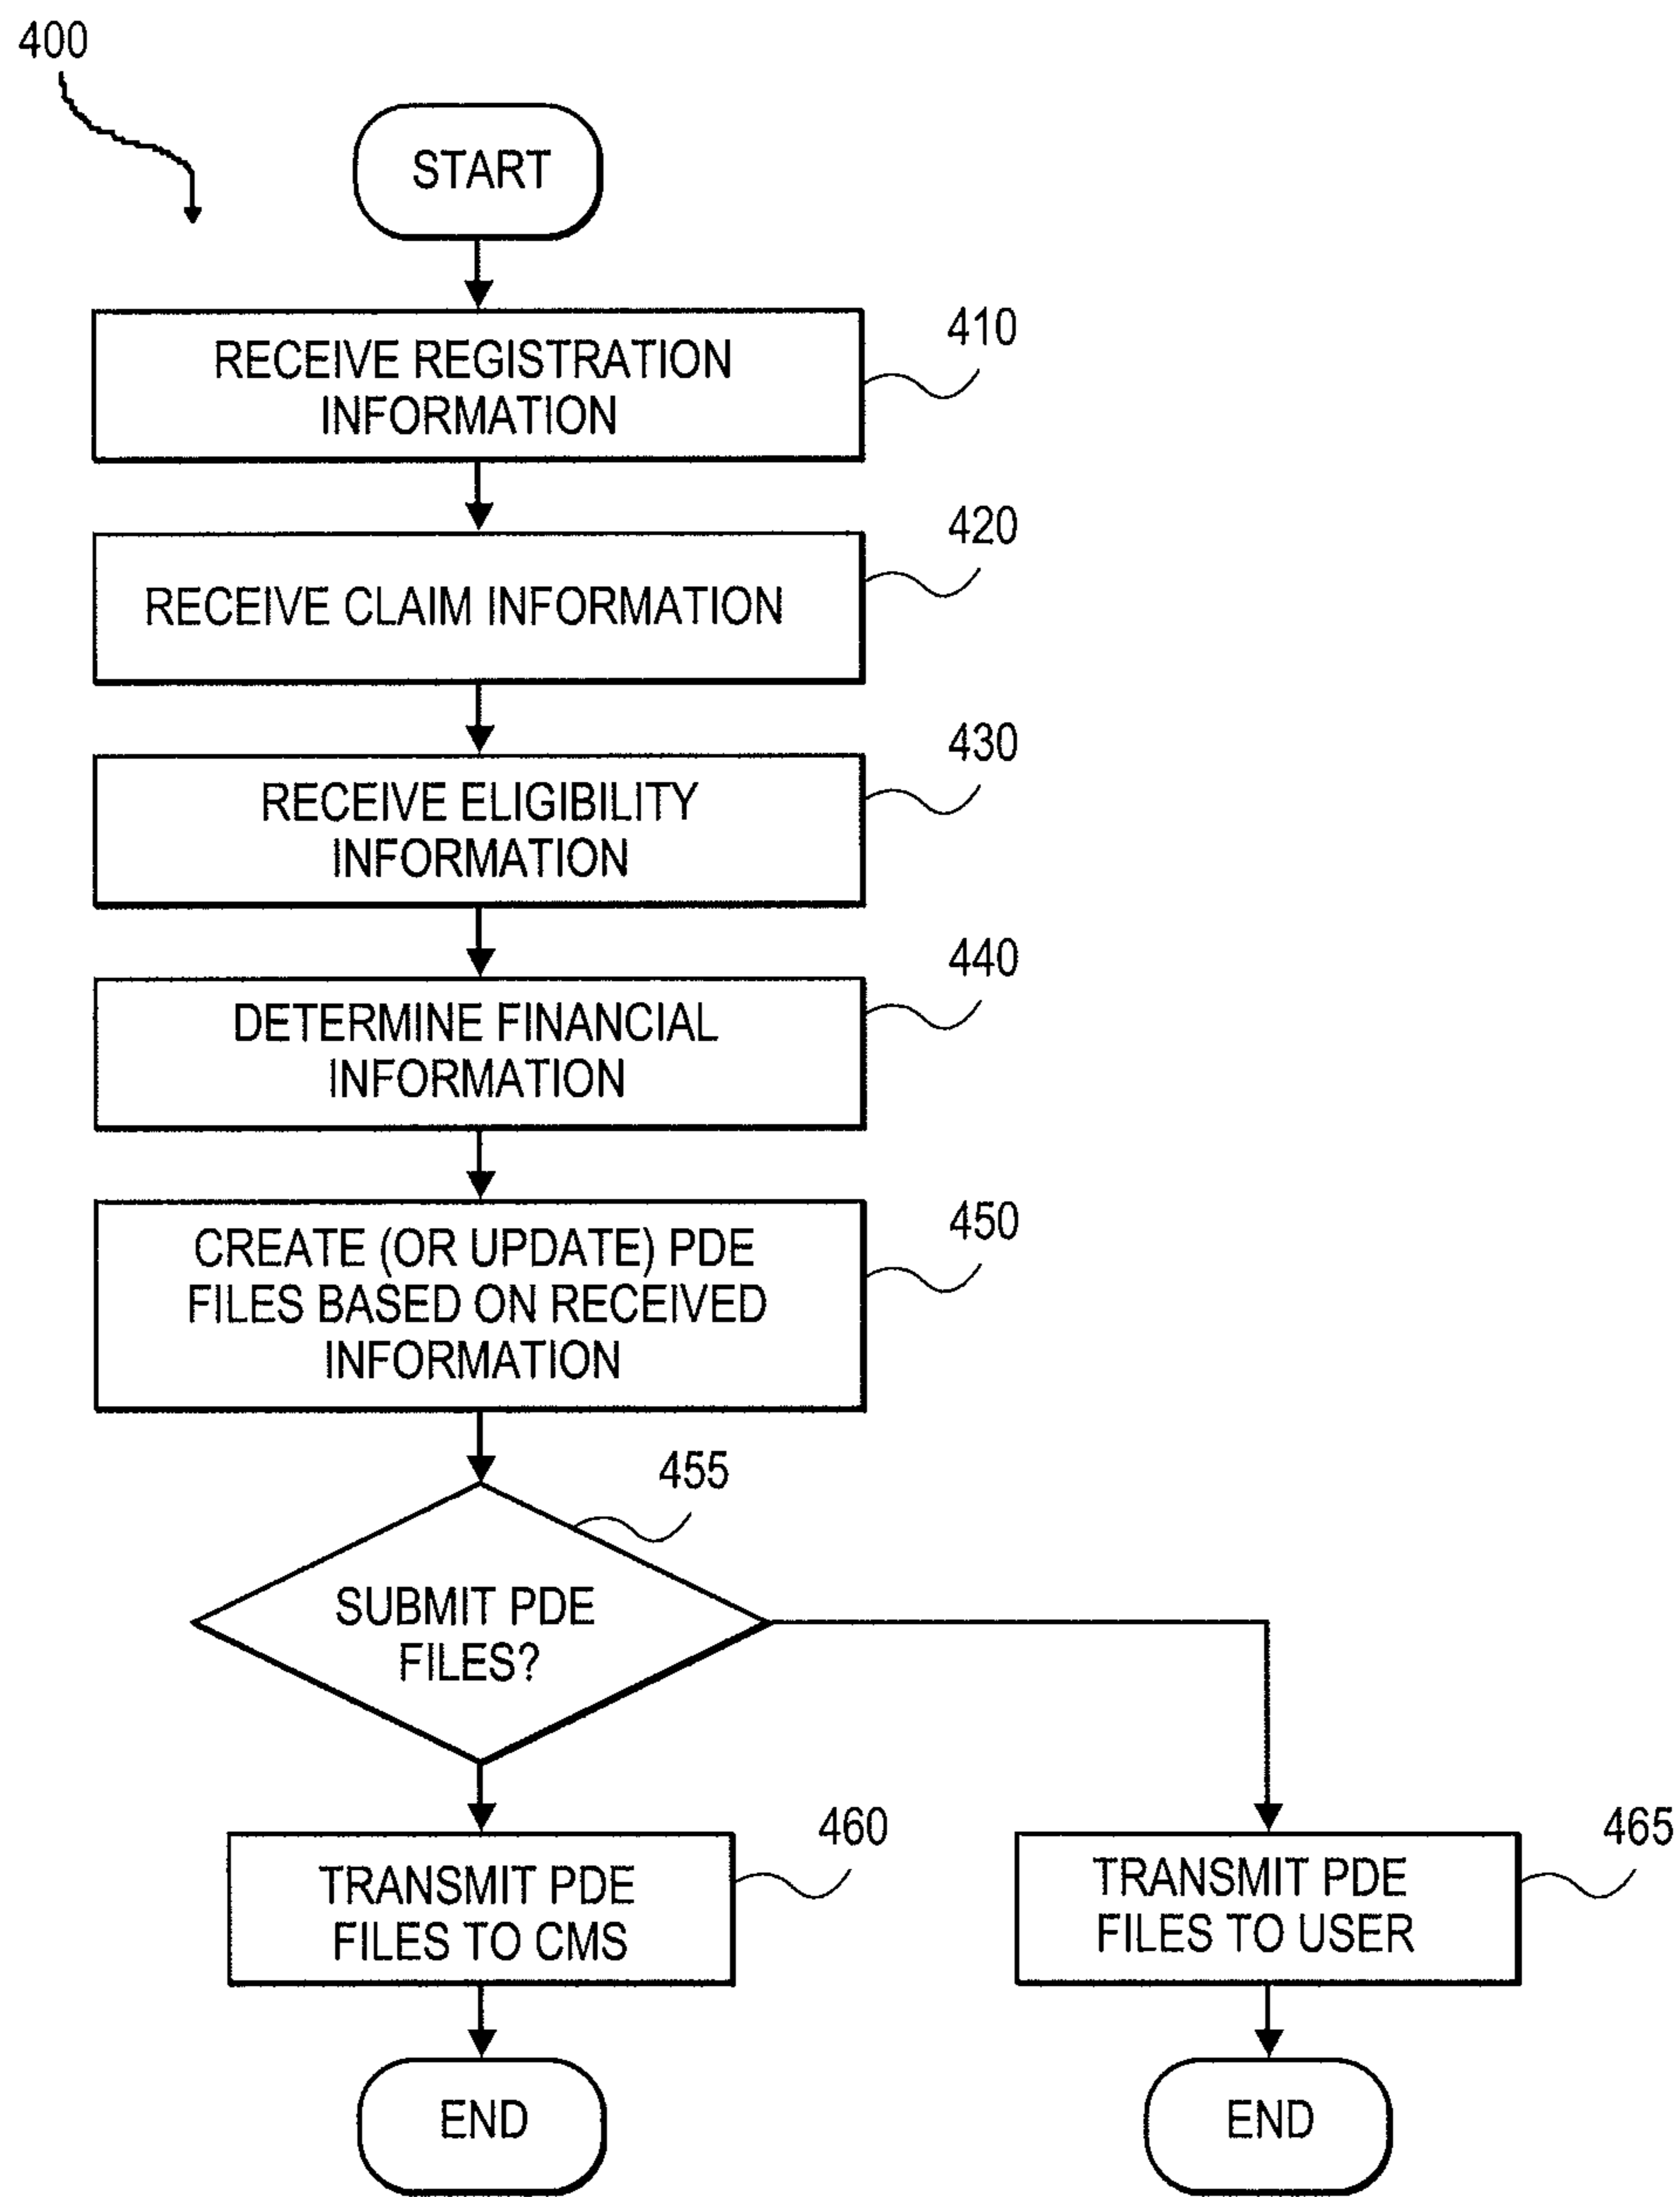 400
START
RECEIVE REGISTRATION
INFORMATION
410
RECEIVE CLAIM INFORMATION
420
RECEIVE ELIGIBILITY
INFORMATION
430
DETERMINE FINANCIAL
INFORMATION
440
CREATE (OR UPDATE) PDE
FILES BASED ON RECEIVED
INFORMATION
450
455
SUBMIT PDE
FILES?
TRANSMIT PDE
FILES TO CMS
460
TRANSMIT PDE
FILES TO USER
465
END
END